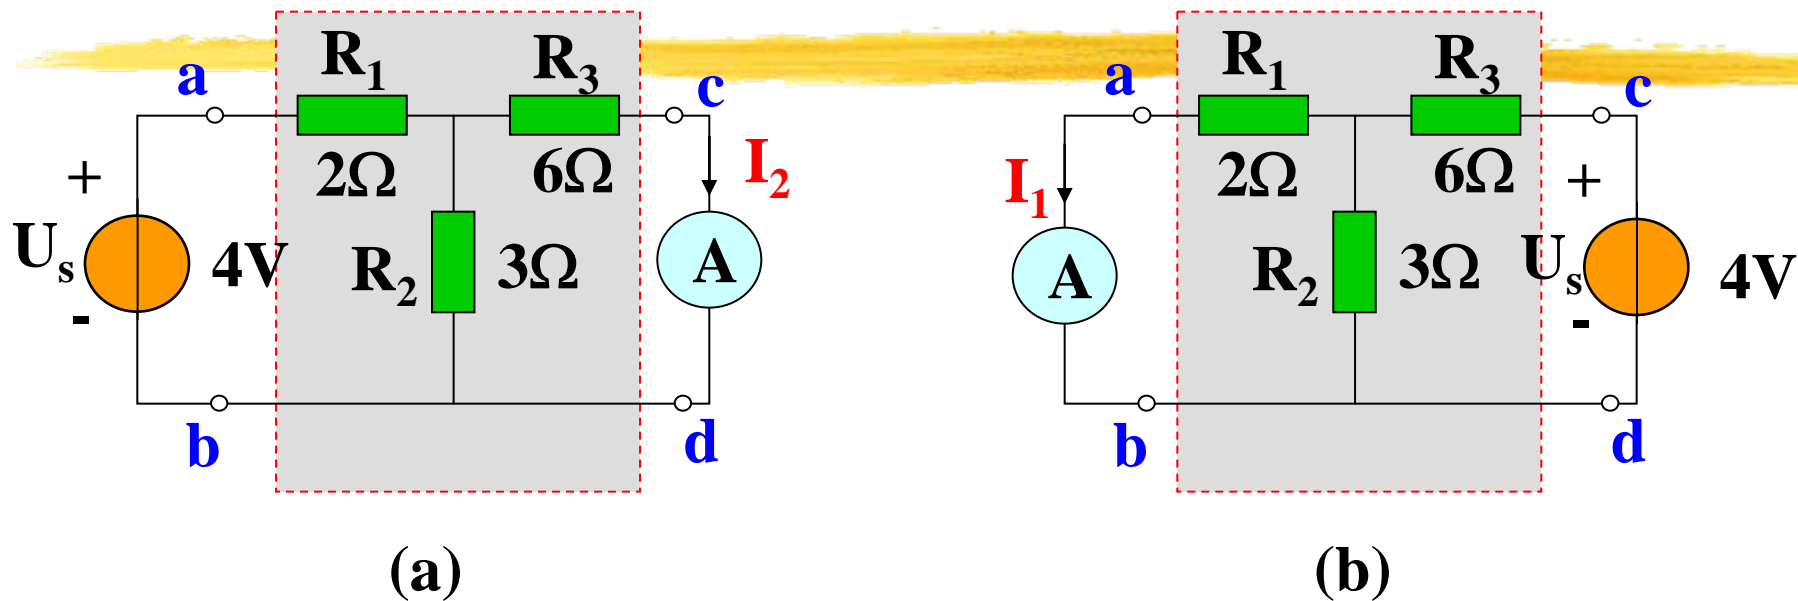 R1 R3
a c
2Ω 6Ω
+ I2
Us 4V R2 3Ω A
-
b d
(a)
R1 R3
a c
2Ω 6Ω
I1 +
A R2 3Ω Us 4V
-
b d
(b)